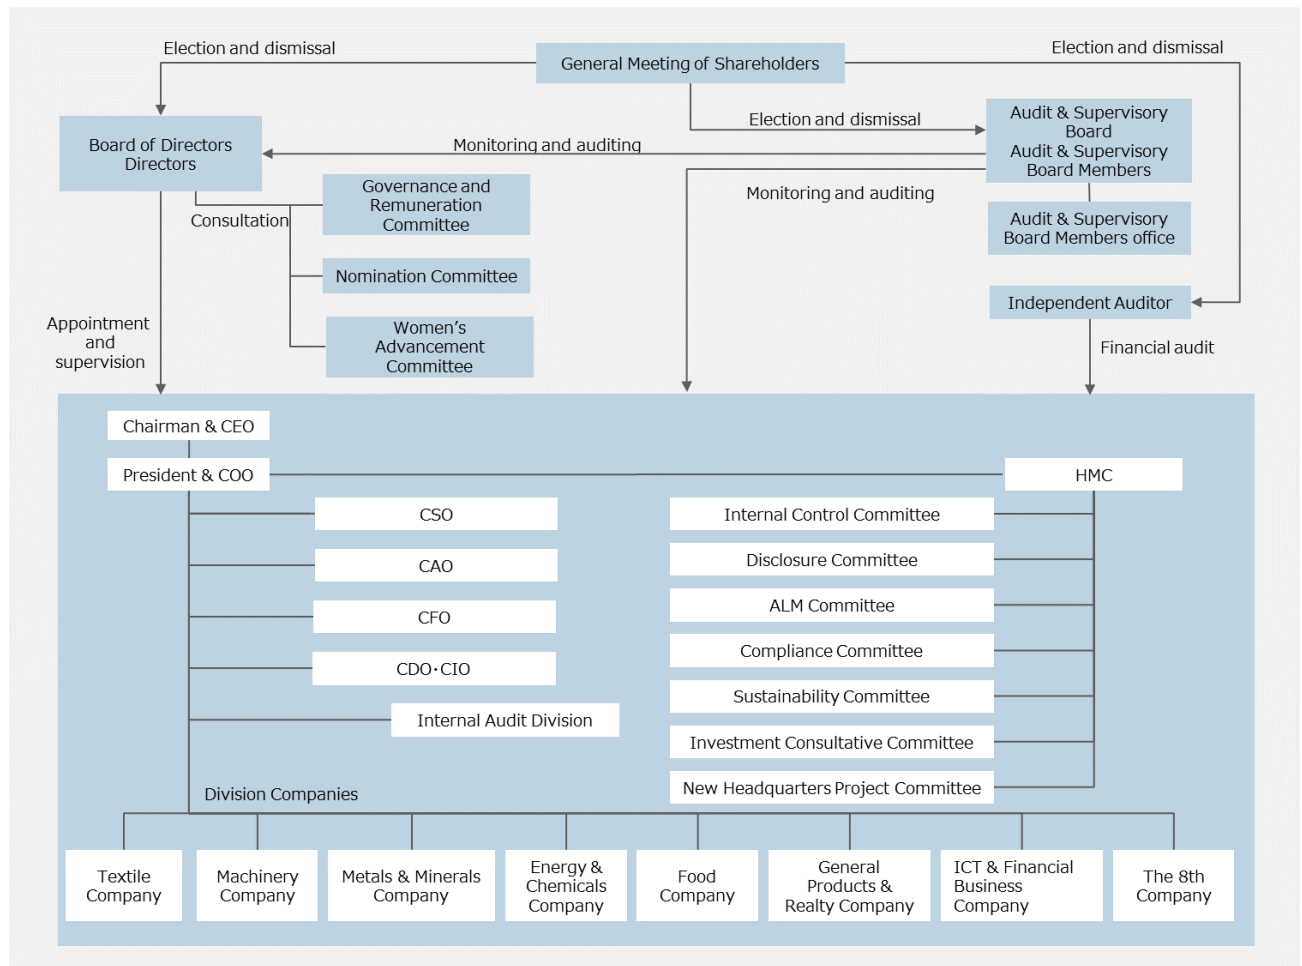 Election and dismissal
General Meeting of Shareholders
Election and dismissal
Election and dismissal
Audit & Supervisory
Board
Audit & Supervisory
Board Members
Board of Directors
Directors
Monitoring and auditing
Monitoring and auditing
Governance and
Remuneration
Committee
Consultation
Audit & Supervisory
Board Members office
Nomination Committee
Independent Auditor
Women's
Advancement
Committee
Appointment
and
supervision
Financial audit
Chairman & CEO
President & COO
HMC
CSO
CAO
CFO
CDO･CIO
Internal Audit Division
Internal Control Committee
Disclosure Committee
ALM Committee
Compliance Committee
Sustainability Committee
Investment Consultative Committee
New Headquarters Project Committee
Division Companies
Textile
Company
Machinery
Company
Metals & Minerals
Company
Energy &
Chemicals
Company
Food
Company
General
Products &
Realty Company
ICT & Financial
Business
Company
The 8th
Company